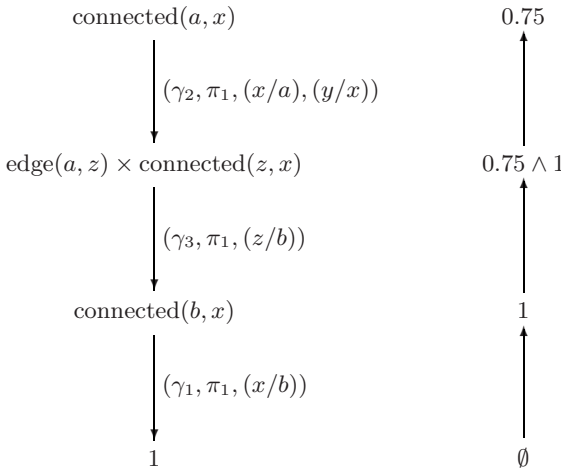 connected(a, x) 0.75
(γ₂, π₁, (x/a), (y/x))
edge(a, z) × connected(z, x) 0.75 ∧ 1
(γ₃, π₁, (z/b))
connected(b, x) 1
(γ₁, π₁, (x/b))
1 ∅